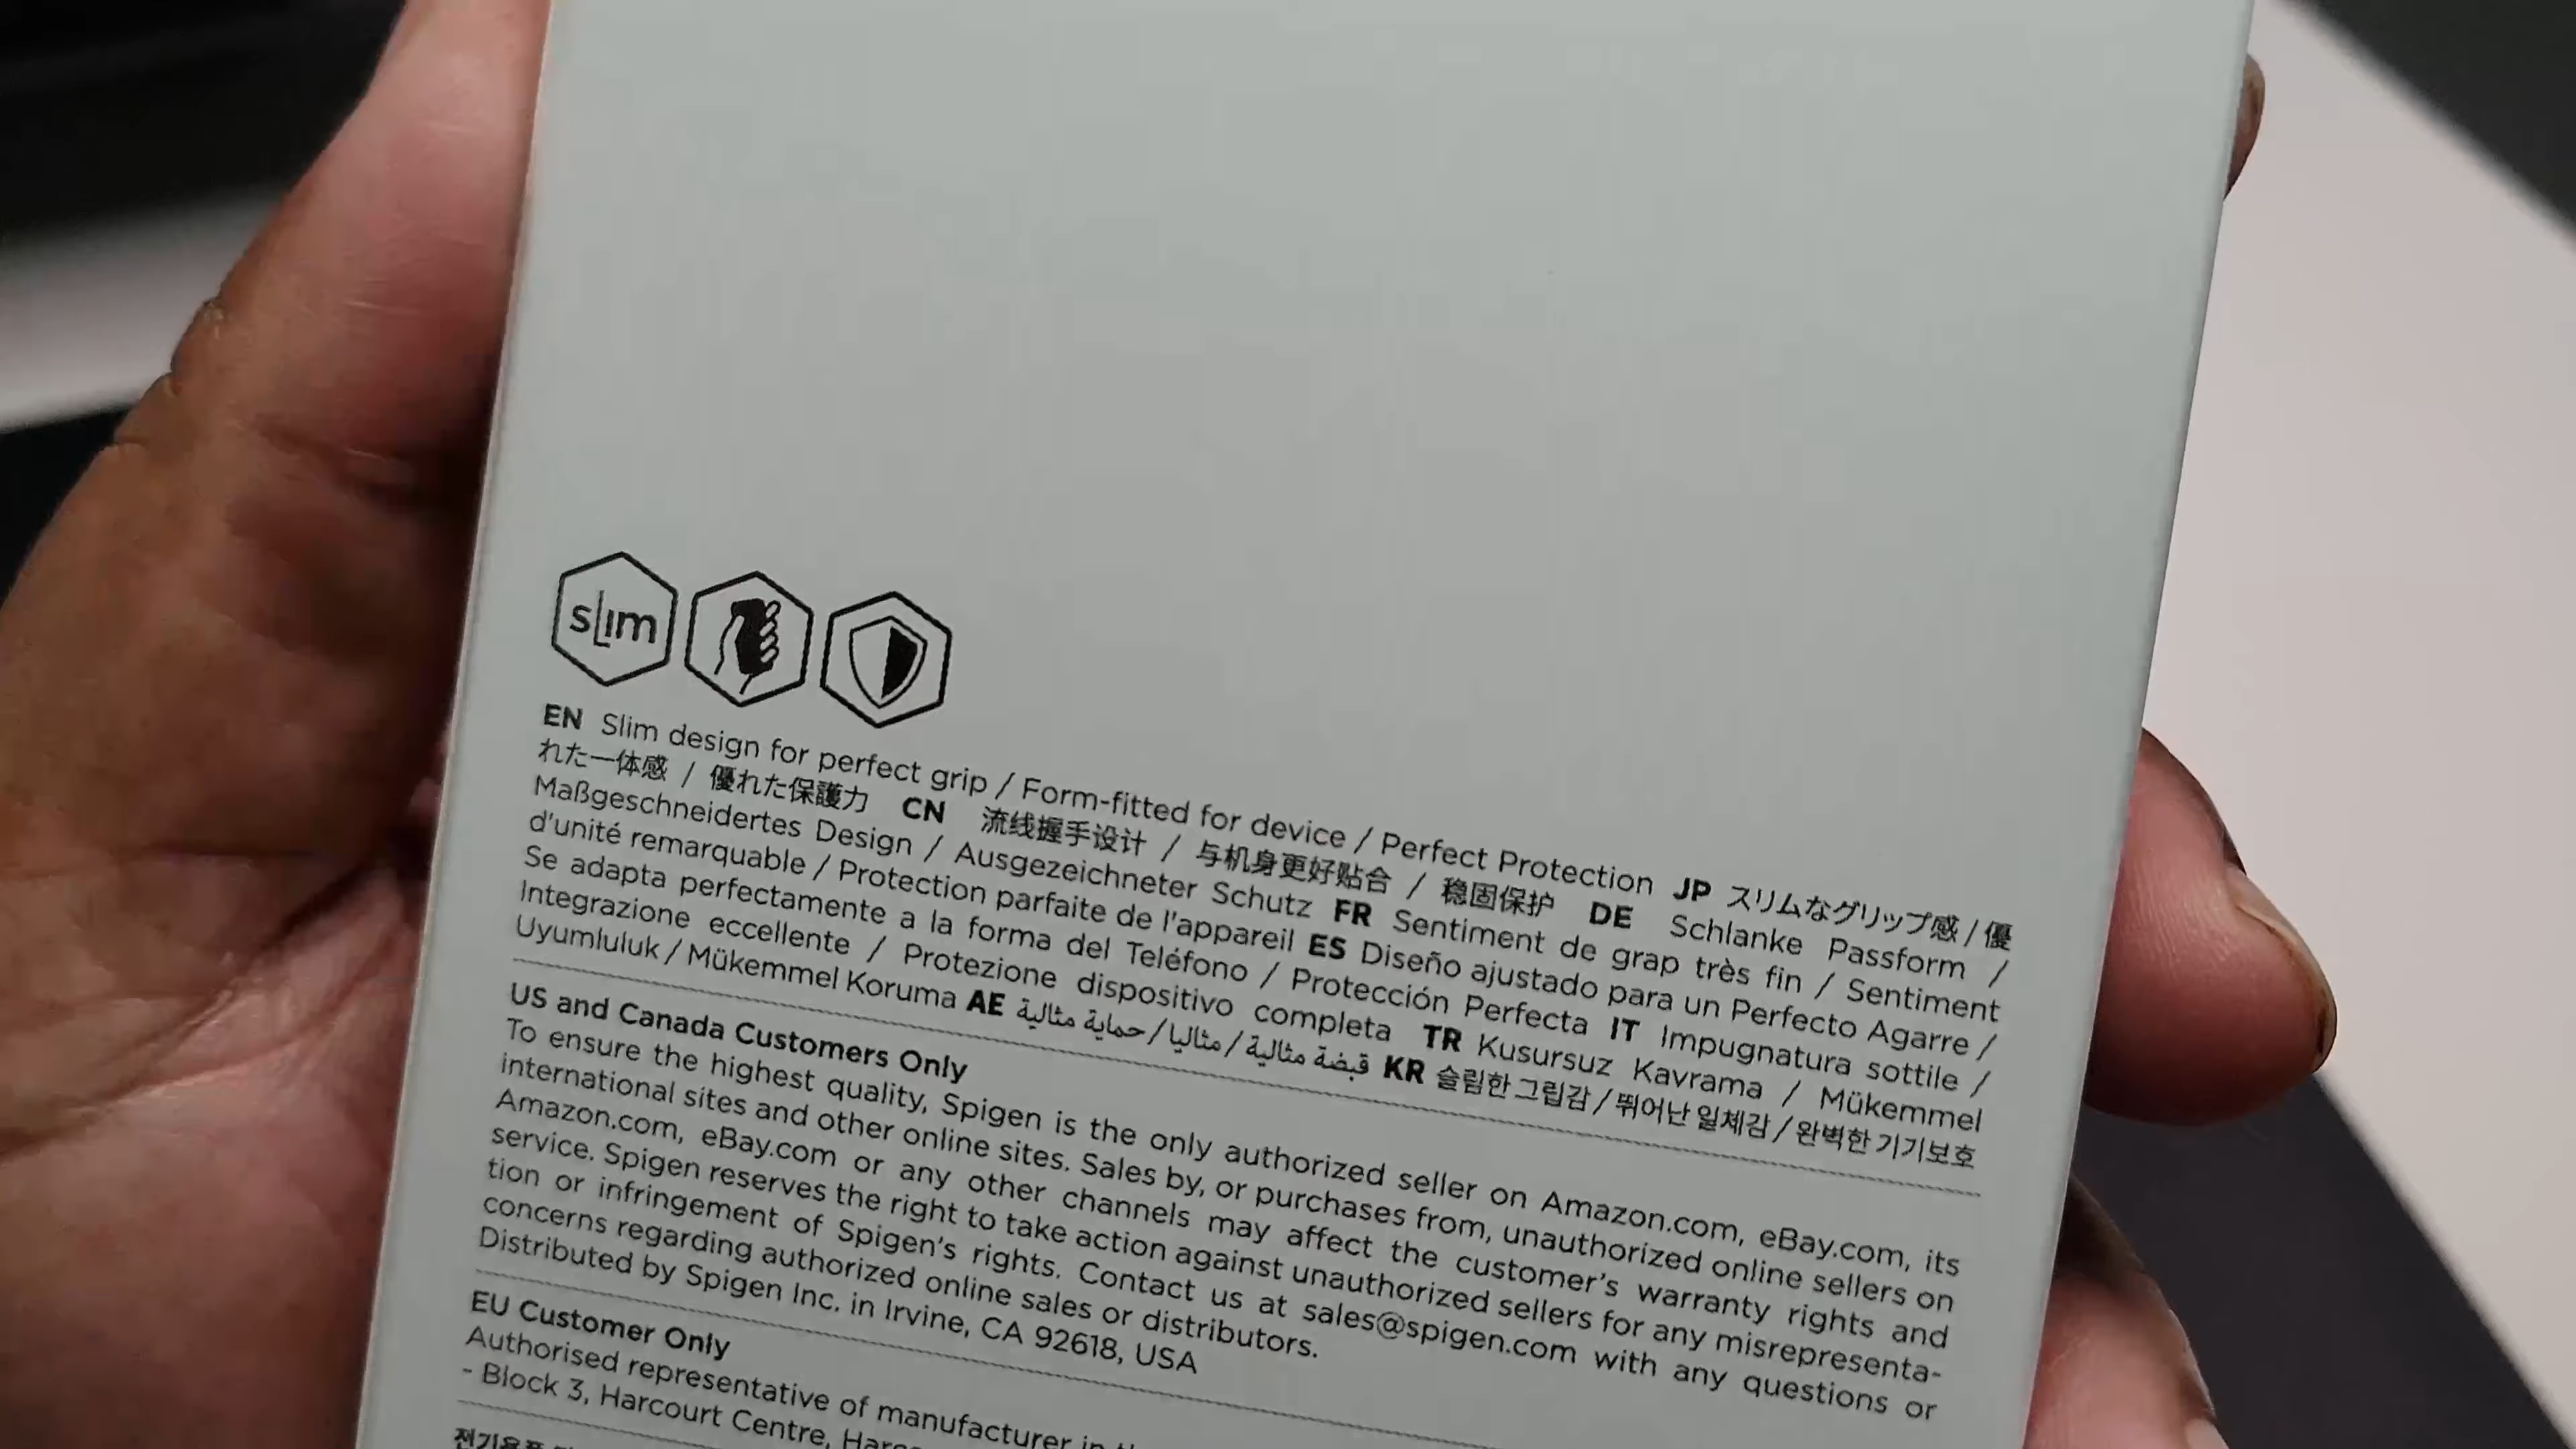 slim
EN Slim design for perfect grip / Form-fitted for device / Perfect Protection JP スリムなグリップ感 / 優
れた一体感 / 優れた保護力 CN 流线握手设计 / 与机身更好贴合 / 稳固保护 DE Schlanke Passform /
Maßgeschneidertes Design / Ausgezeichneter Schutz FR Sentiment de grap très fin / Sentiment
d'unité remarquable / Protection parfaite de l'appareil ES Diseño ajustado para un Perfecto Agarre /
Se adapta perfectamente a la forma del Teléfono / Protección Perfecta IT Impugnatura sottile /
Integrazione eccellente / Protezione dispositivo completa TR Kusursuz Kavrama / Mükemmel
Uyumluluk / Mükemmel Koruma AE قبضة مثالية / مثاليا / حماية مثالية KR 슬림한 그립감 / 뛰어난 일체감 / 완벽한 기기보호
US and Canada Customers Only
To ensure the highest quality, Spigen is the only authorized seller on Amazon.com, eBay.com, its
international sites and other online sites. Sales by, or purchases from, unauthorized online sellers on
Amazon.com, eBay.com or any other channels may affect the customer's warranty rights and
service. Spigen reserves the right to take action against unauthorized sellers for any misrepresenta-
tion or infringement of Spigen's rights. Contact us at sales@spigen.com with any questions or
concerns regarding authorized online sales or distributors.
Distributed by Spigen Inc. in Irvine, CA 92618, USA
EU Customer Only
Authorised representative of manufacturer in
- Block 3, Harcourt Centre,